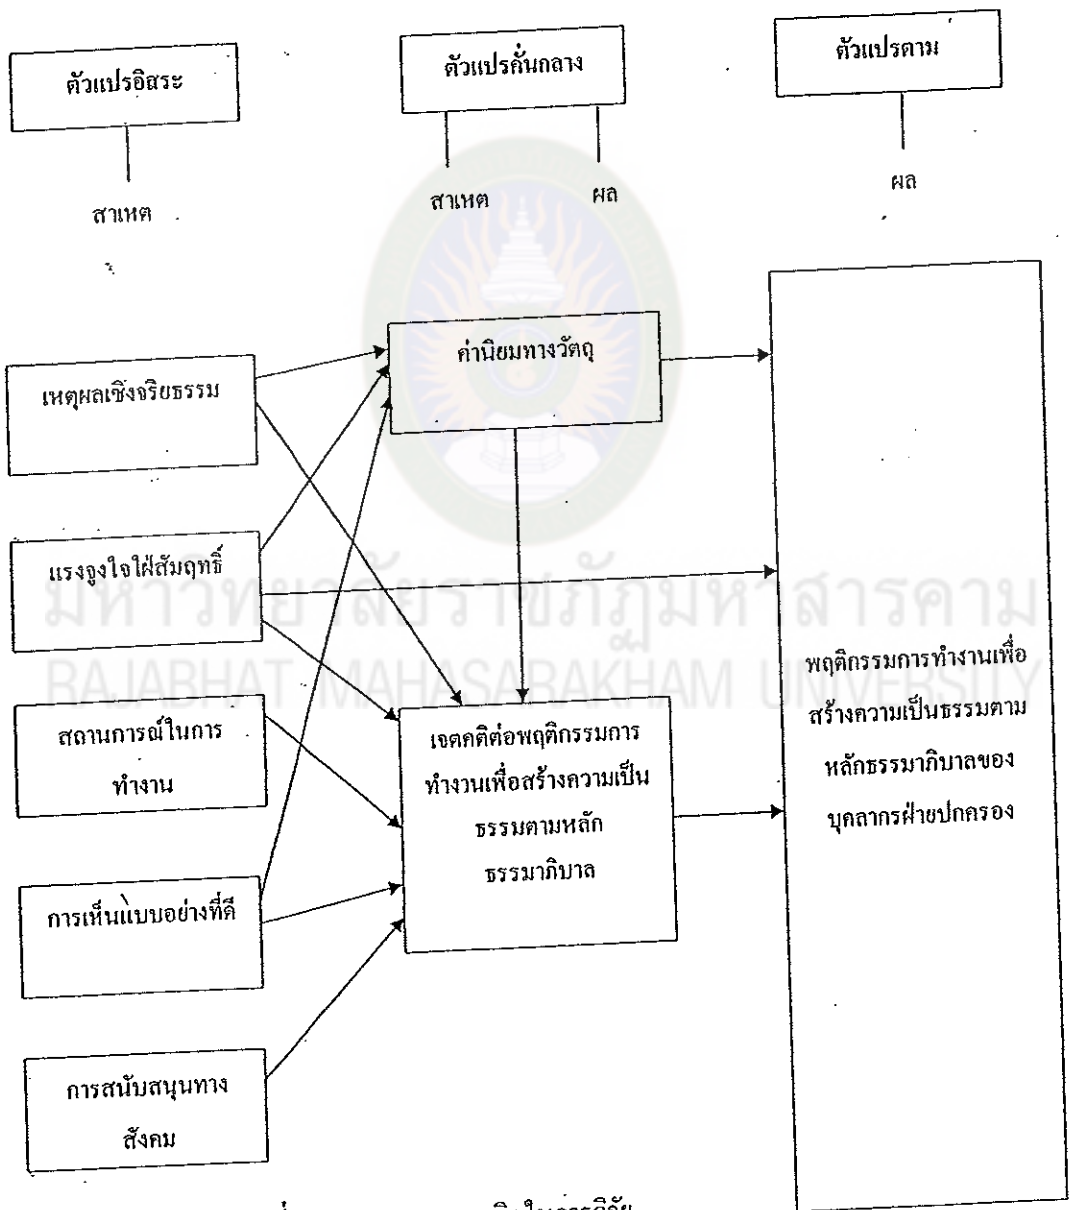 ตัวแปรอิสระ
ตัวแปรคั่นกลาง
ตัวแปรตาม
สาเหต
สาเหต
ผล
ผล
เหตุผลเชิงจริยธรรม
ค่านิยมทางวัตถุ
แรงจูงใจใฝ่สัมฤทธิ์
มหาวิทยาลัยราชภัฏมหาสารคาม
RAJABHAT MAHASARAKHAM UNIVERSITY
สถานการณ์ในการ
ทำงาน
เจตคติต่อพฤติกรรมการ
ทำงานเพื่อสร้างความเป็น
ธรรมตามหลัก
ธรรมาภิบาล
พฤติกรรมการทำงานเพื่อ
สร้างความเป็นธรรมตาม
หลักธรรมาภิบาลของ
บุคลากรฝ่ายปกครอง
การเห็นแบบอย่างที่ดี
การสนับสนุนทาง
สังคม